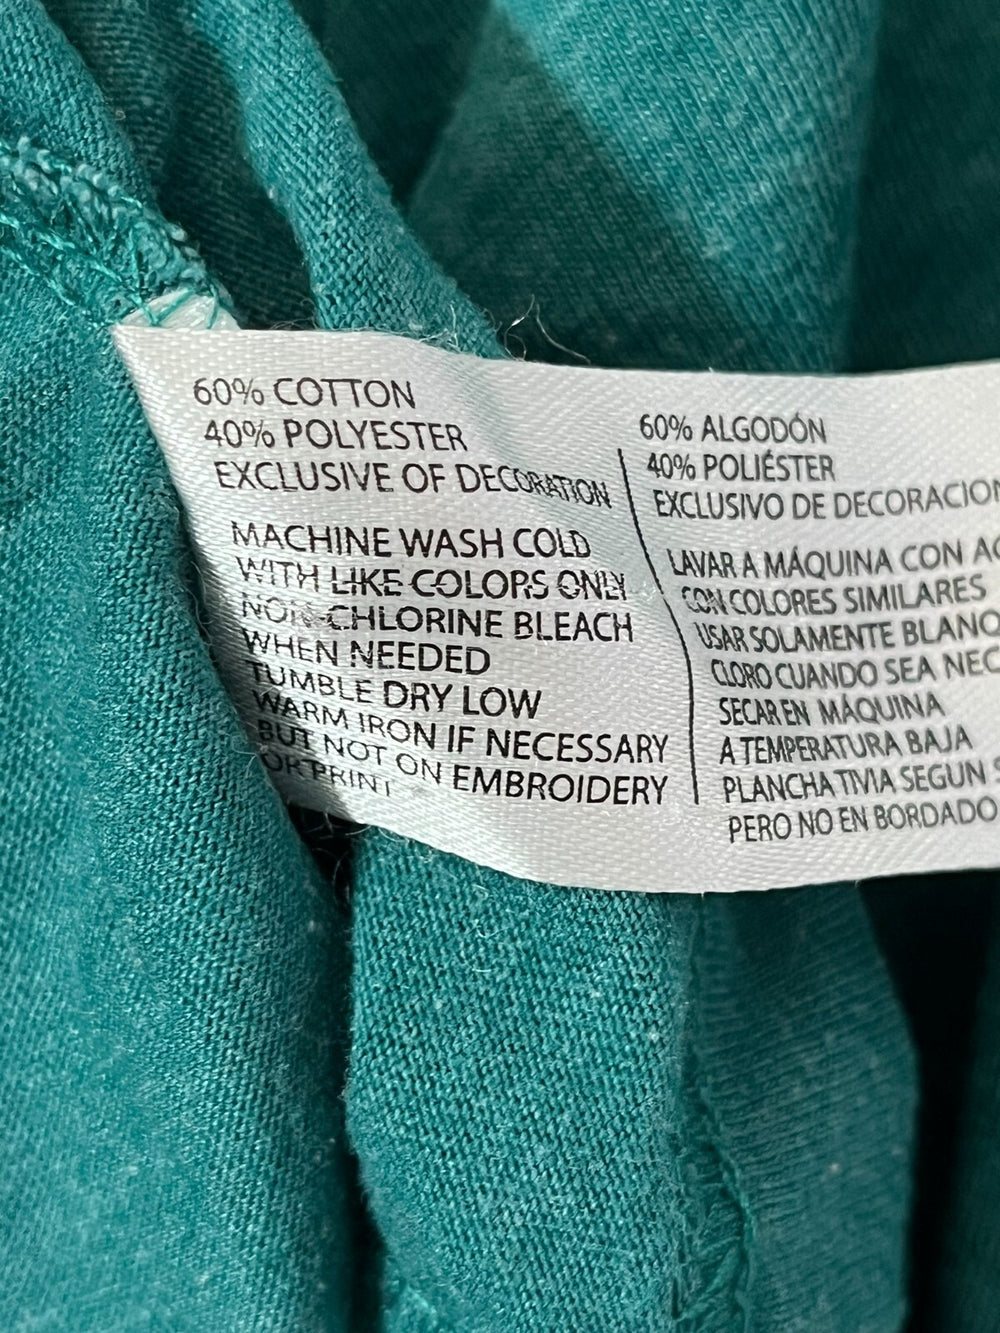 60% COTTON
40% POLYESTER
EXCLUSIVE OF DECORATION
MACHINE WASH COLD
WITH LIKE COLORS ONLY
NON-CHLORINE BLEACH
WHEN NEEDED
TUMBLE DRY LOW
WARM IRON IF NECESSARY
BUT NOT ON EMBROIDERY
OR PRINT
60% ALGODÓN
40% POLIÉSTER
EXCLUSIVO DE DECORACION
LAVAR A MÁQUINA CON
CON COLORES SIMILARES
USAR SOLAMENTE
CLORO CUANDO SEA
SECAR EN MÁQUINA
A TEMPERATURA BAJA
PLANCHA TIVIA SEGUN
PERO NO EN BORDADO